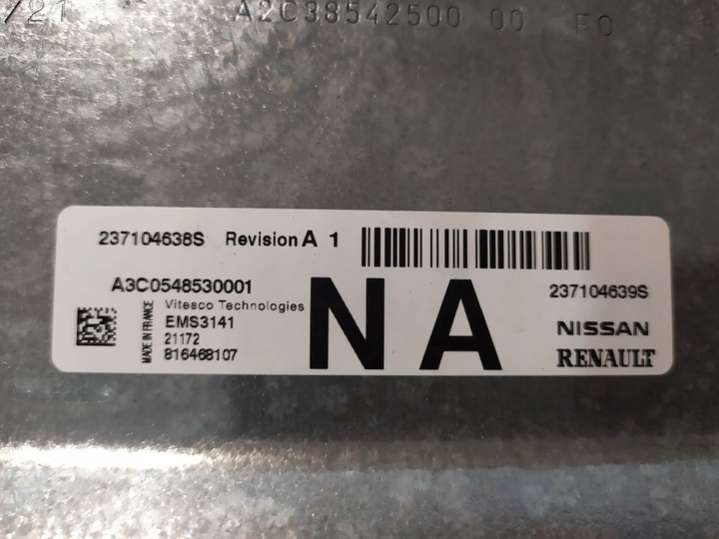 /21 A2C38542500 00 F0
237104638S Revision A 1
A3C0548530001
Vitesco Technologies
EMS3141
21172
816468107
MADE IN FRANCE
NA
237104639S
NISSAN
RENAULT